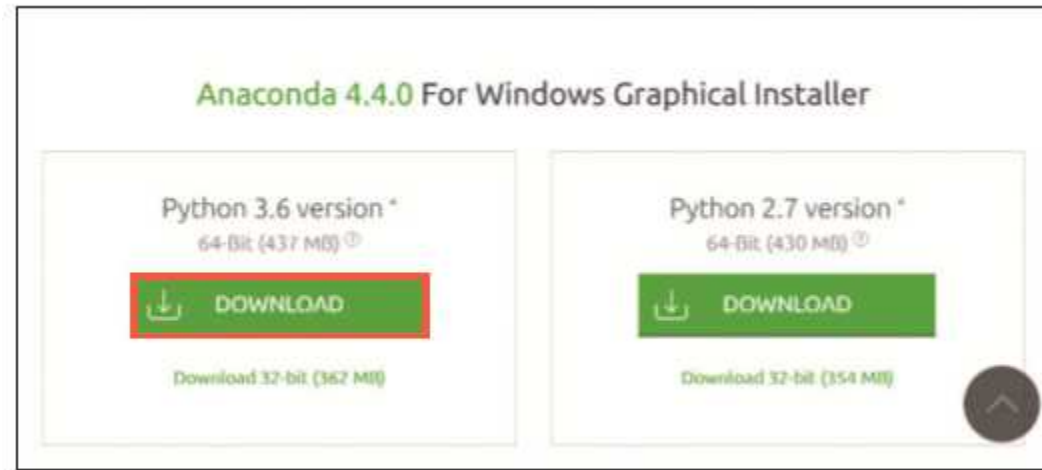 Anaconda 4.4.0 For Windows Graphical Installer
Python 3.6 version *
64-Bit (437 MB) ?
DOWNLOAD
Download 32-bit (362 MB)
Python 2.7 version *
64-Bit (430 MB) ?
DOWNLOAD
Download 32-bit (354 MB)